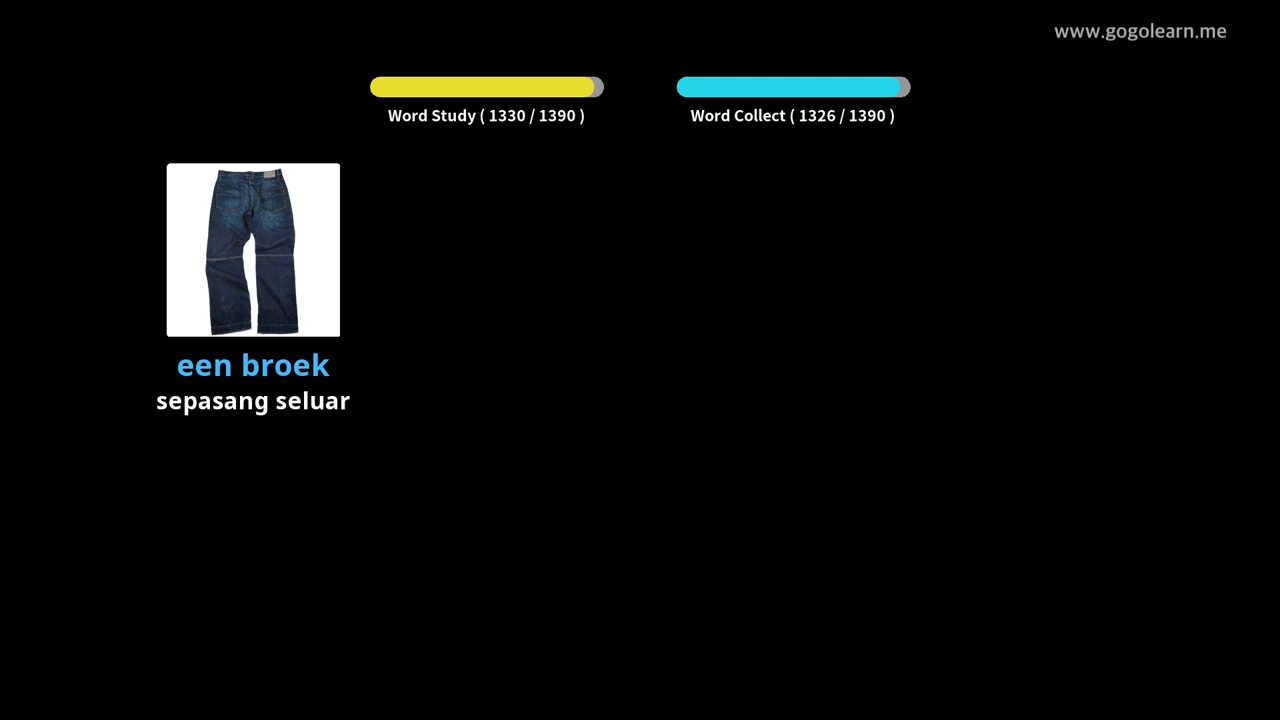 www.gogolearn.me
Word Study ( 1330 / 1390 )
Word Collect ( 1326 / 1390 )
een broek
sepasang seluar